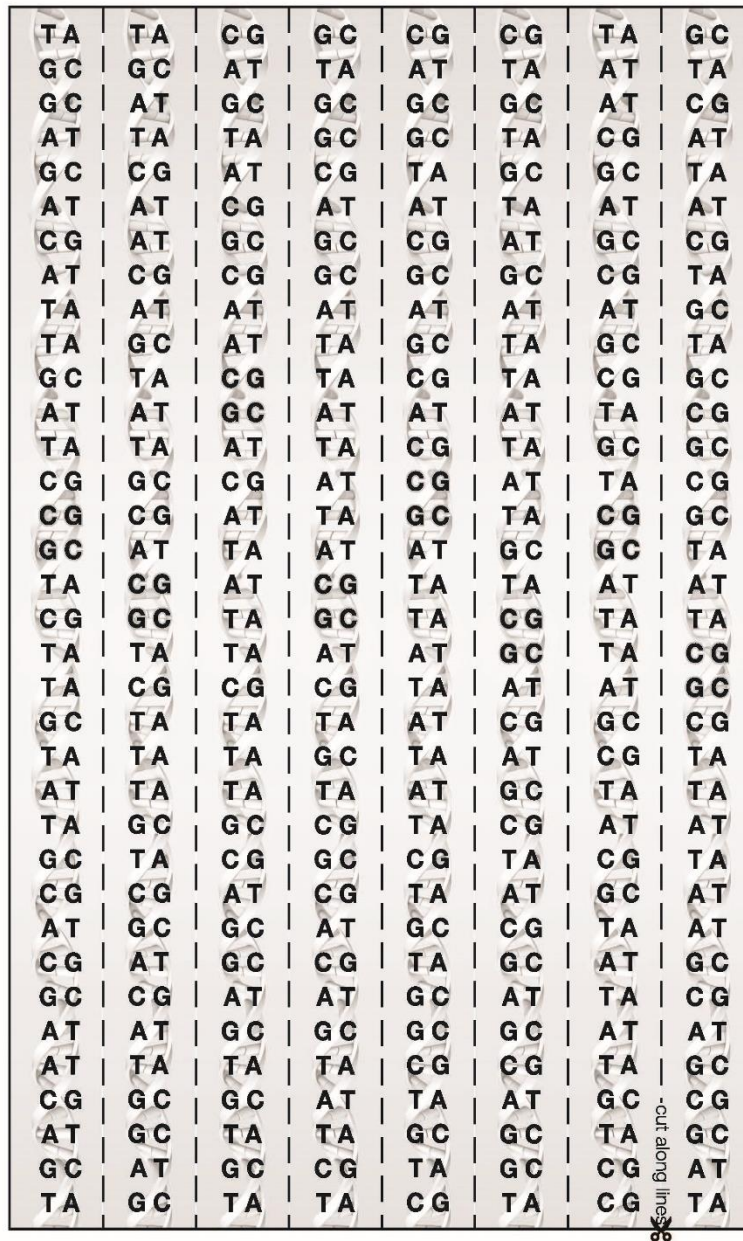 TA TA CG GC CG CG TA GC
GC GC AT TA AT TA AT TA
GC AT GC GC GC GC AT CG
AT TA TA GC GC TA CG AT
GC CG AT CG TA GC GC TA
AT AT CG AT AT TA AT AT
CG AT GC GC CG AT GC CG
AT CG CG GC GC GC CG TA
TA AT AT AT AT AT AT GC
TA GC AT TA GC TA GC TA
GC TA CG TA CG TA CG GC
AT AT GC AT AT AT TA CG
TA TA AT TA CG TA GC GC
CG GC CG AT CG AT TA CG
CG CG AT TA GC TA CG GC
GC AT TA AT AT GC GC TA
TA CG AT CG TA TA AT AT
CG GC TA GC TA CG TA TA
TA TA TA AT AT GC TA CG
TA CG CG CG TA AT AT GC
GC TA TA TA AT CG GC CG
TA TA TA GC TA AT CG TA
AT TA TA TA AT GC TA TA
TA GC GC CG TA CG AT AT
GC TA CG GC CG TA CG TA
CG CG AT CG TA AT GC AT
AT GC GC AT GC CG TA AT
CG AT GC CG TA GC AT GC
GC CG AT AT GC AT TA CG
AT AT GC GC GC GC AT AT
AT TA TA TA CG CG TA GC
CG GC GC AT TA AT GC CG
AT GC TA TA GC GC TA GC
GC AT GC CG TA GC CG AT
TA GC TA TA CG TA CG TA
-cut along lines